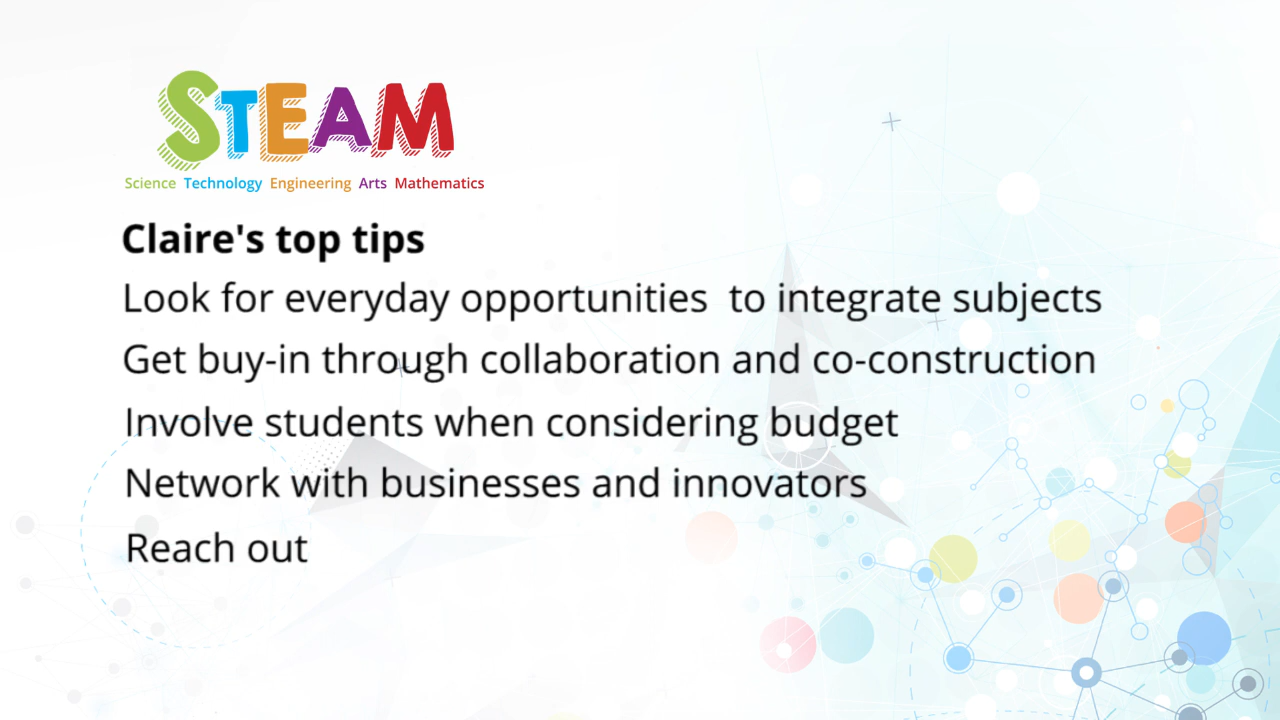 STEAM
Science Technology Engineering Arts Mathematics
Claire's top tips
Look for everyday opportunities  to integrate subjects
Get buy-in through collaboration and co-construction
Involve students when considering budget
Network with businesses and innovators
Reach out